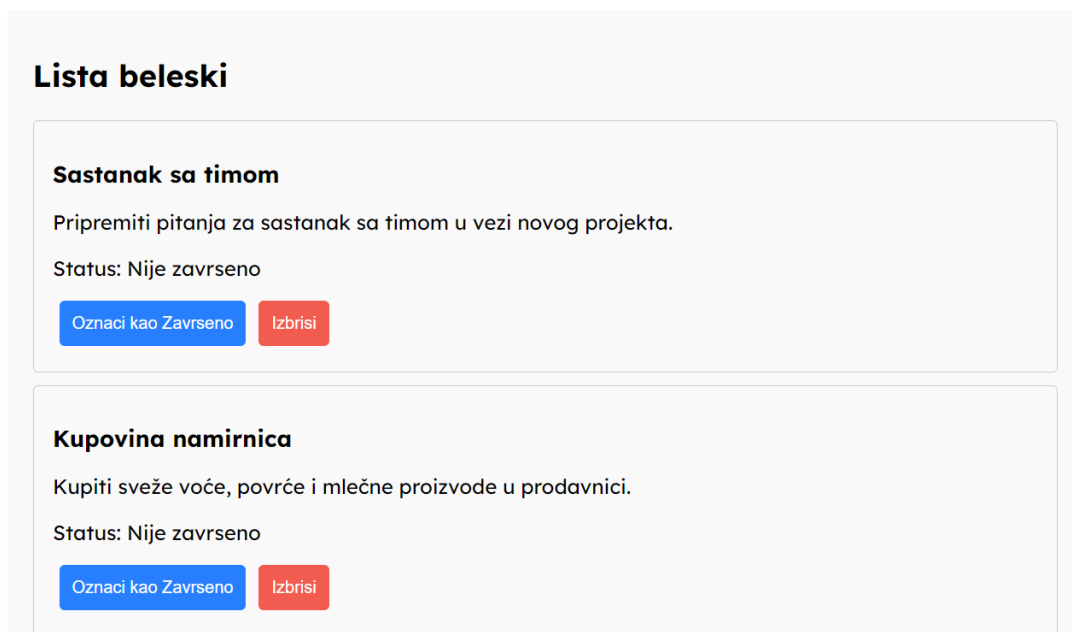 Lista beleski
Sastanak sa timom
Pripremiti pitanja za sastanak sa timom u vezi novog projekta.
Status: Nije zavrseno
Oznaci kao Zavrseno Izbrisi
Kupovina namirnica
Kupiti sveže voće, povrće i mlečne proizvode u prodavnici.
Status: Nije zavrseno
Oznaci kao Zavrseno Izbrisi